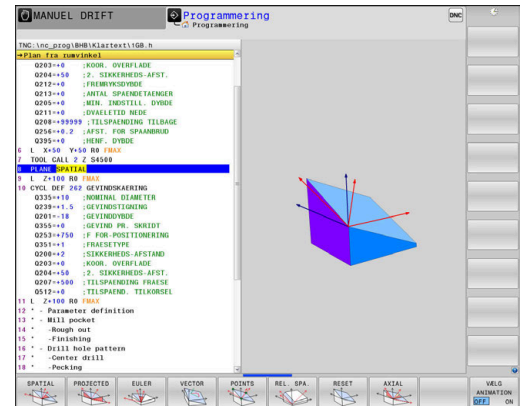 MANUEL DRIFT
Programmering
Programmering
DNC
TNC:\nc_prog\BHB\Klartext\1GB.h
→Plan fra rumvinkel
Q203=+0 ;KOOR. OVERFLADE
Q204=+50 ;2. SIKKERHEDS-AFST.
Q212=+0 ;FREMRYKSDYBDE
Q213=+0 ;ANTAL SPAENDETAENGER
Q205=+0 ;MIN. INDSTILL. DYBDE
Q211=+0 ;DVAELETID NEDE
Q208=+99999 ;TILSPAENDING TILBAGE
Q256=+0.2 ;AFST. FOR SPAANBRUD
Q395=+0 ;HENF. DYBDE
6 L X+50 Y+50 R0 FMAX
7 TOOL CALL 2 Z S4500
8 PLANE SPATIAL
9 L Z+100 R0 FMAX
10 CYCL DEF 262 GEVINDSKAERING
Q335=+10 ;NOMINAL DIAMETER
Q239=+1.5 ;GEVINDSTIGNING
Q201=-18 ;GEVINDDYBDE
Q355=+0 ;GEVIND PR. SKRIDT
Q253=+750 ;F FOR-POSITIONERING
Q351=+1 ;FRAESETYPE
Q200=+2 ;SIKKERHEDS-AFSTAND
Q203=+0 ;KOOR. OVERFLADE
Q204=+50 ;2. SIKKERHEDS-AFST.
Q207=+500 ;TILSPAENDING FRAESE
Q512=+0 ;TILSPAEND. TILKORSEL
11 L Z+100 R0 FMAX
12 * - Parameter definition
13 * - Mill pocket
14 * -Rough out
15 * -Finishing
16 * - Drill hole pattern
17 * -Center drill
18 * -Pecking
SPATIAL PROJECTED EULER VECTOR POINTS REL. SPA. RESET AXIAL VÆLG
ANIMATION
OFF ON